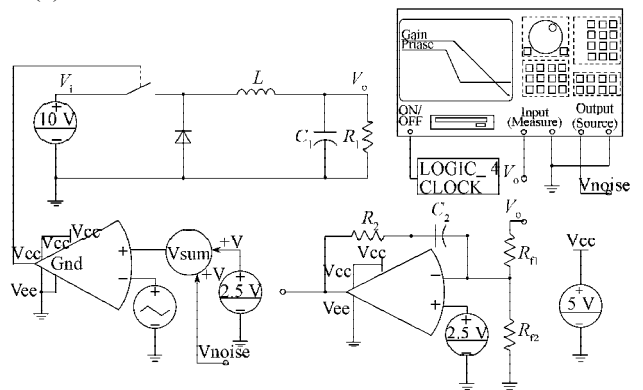 Gain
Phase
ON/
OFF
Input
(Measure)
Output
(Source)
LOGIC_4
CLOCK
V_o
Vnoise
V_i
10 V
L
V_o
C_1
R_1
Vcc
Vcc
Vcc
Gnd
Vee
+
−
Vsum
+V
+V
2.5 V
Vnoise
R_2
C_2
V_o
R_f1
R_f2
Vcc
Vcc
Vee
−
+
2.5 V
Vcc
5 V